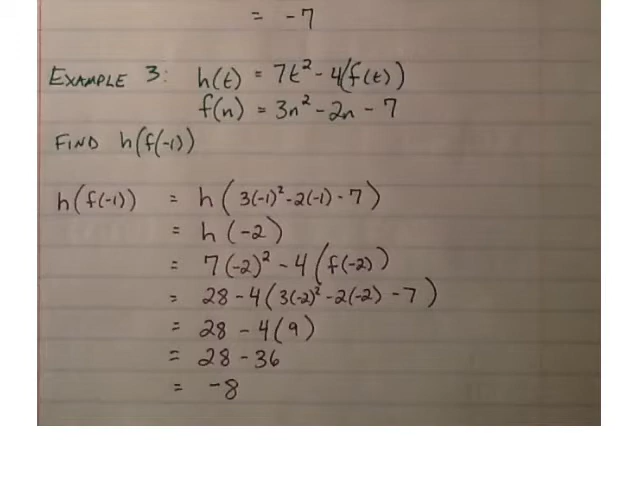 = -7
EXAMPLE 3: h(t) = 7t² - 4(f(t))
f(n) = 3n² - 2n - 7
FIND h(f(-1))
h(f(-1)) = h(3(-1)² - 2(-1) - 7)
= h(-2)
= 7(-2)² - 4(f(-2))
= 28 - 4(3(-2)² - 2(-2) - 7)
= 28 - 4(9)
= 28 - 36
= -8